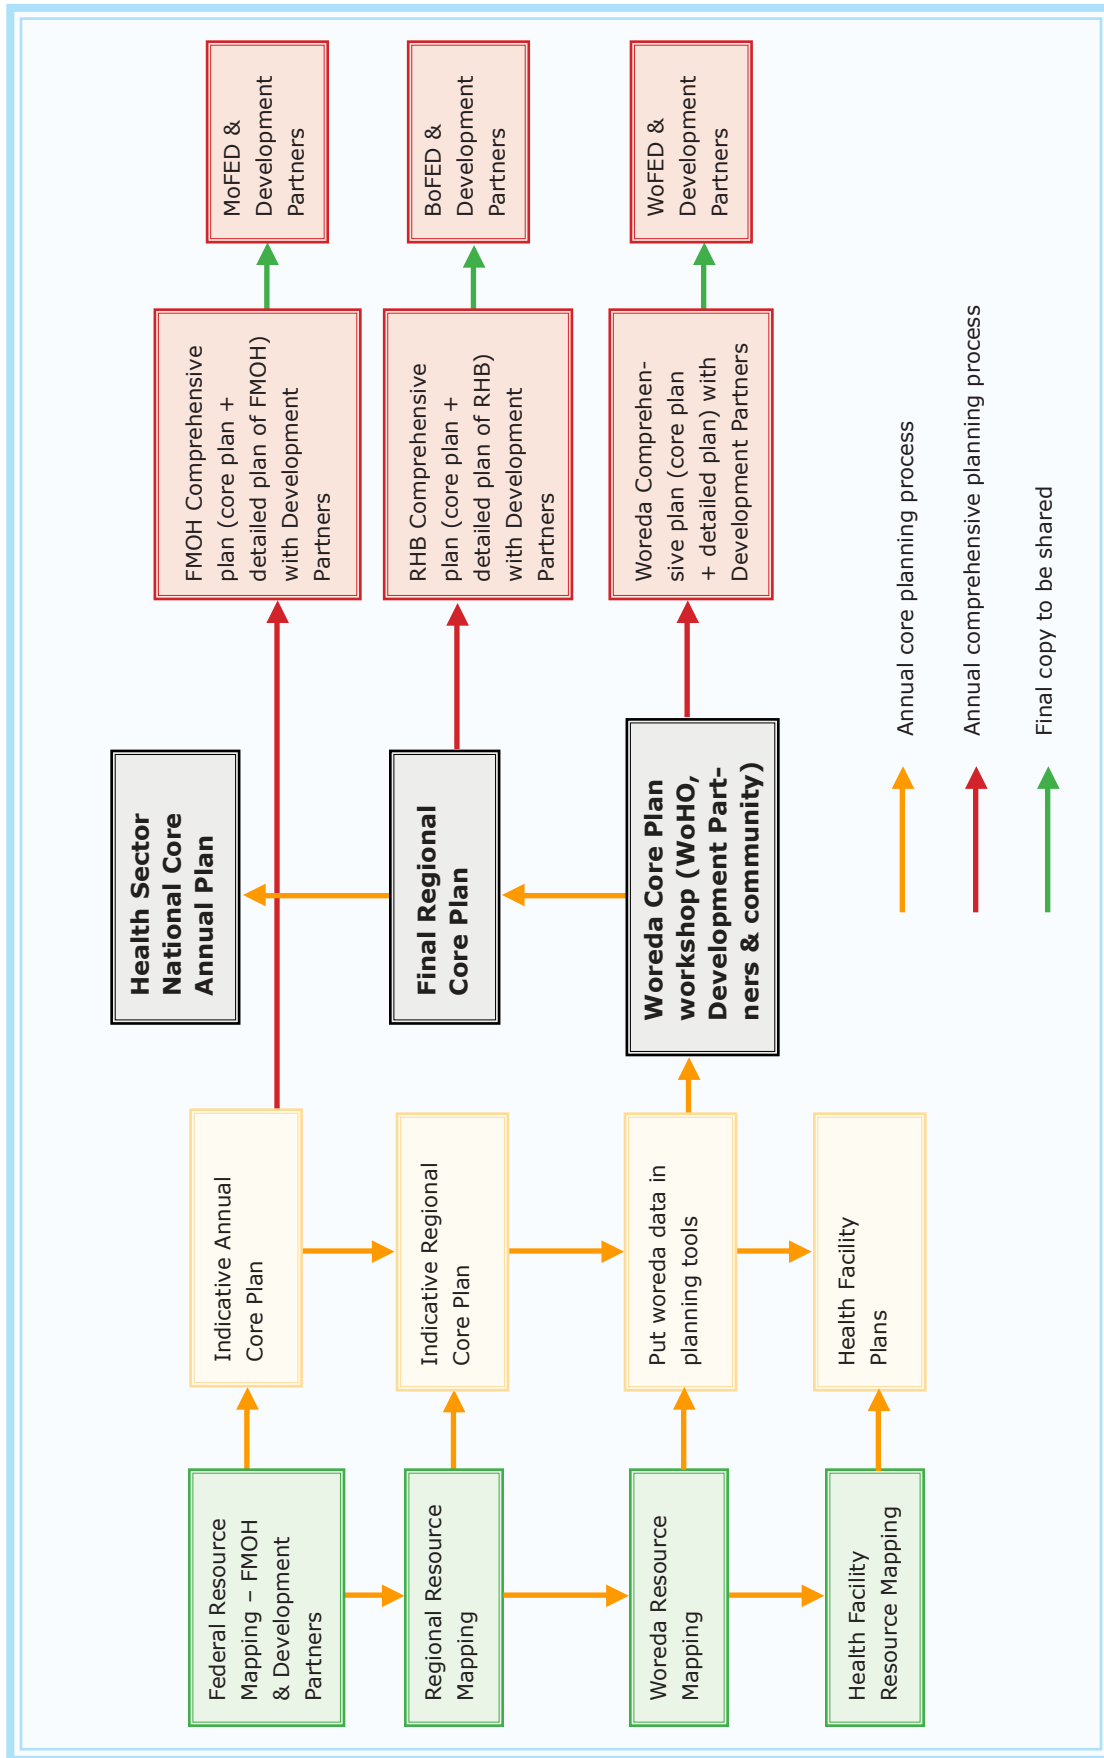 Federal Resource
Mapping – FMOH
& Development
Partners
Indicative Annual
Core Plan
Health Sector
National Core
Annual Plan
FMOH Comprehensive
plan (core plan +
detailed plan of FMOH)
with Development
Partners
MoFED &
Development
Partners
Regional Resource
Mapping
Indicative Regional
Core Plan
Final Regional
Core Plan
RHB Comprehensive
plan (core plan +
detailed plan of RHB)
with Development
Partners
BoFED &
Development
Partners
Woreda Resource
Mapping
Put woreda data in
planning tools
Woreda Core Plan
workshop (WoHO,
Development Part-
ners & community)
Woreda Comprehen-
sive plan (core plan
+ detailed plan) with
Development Partners
WoFED &
Development
Partners
Health Facility
Resource Mapping
Health Facility
Plans
Annual core planning process
Annual comprehensive planning process
Final copy to be shared